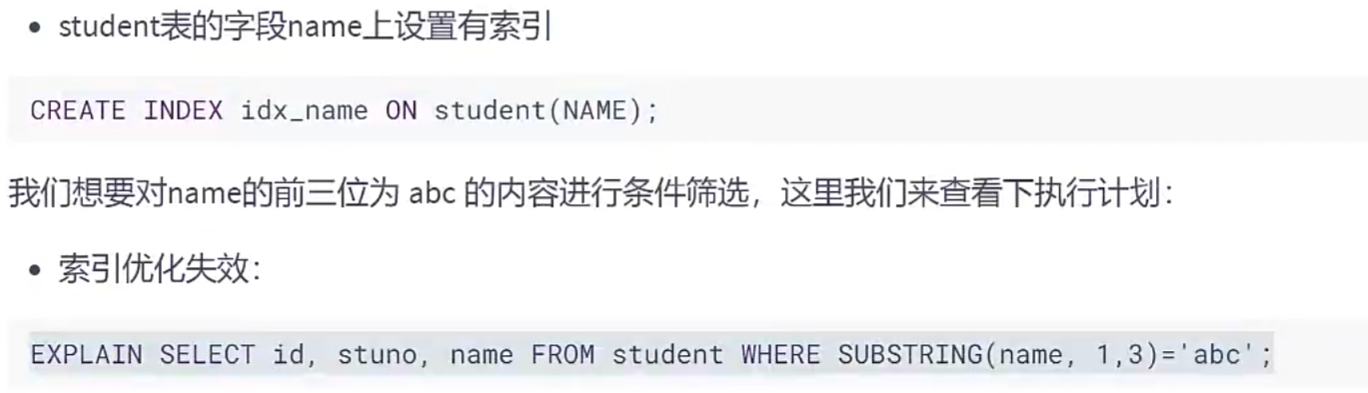 • student表的字段name上设置有索引
CREATE INDEX idx_name ON student(NAME);
我们想要对name的前三位为 abc 的内容进行条件筛选，这里我们来查看下执行计划：
• 索引优化失效：
EXPLAIN SELECT id, stuno, name FROM student WHERE SUBSTRING(name, 1,3)='abc';